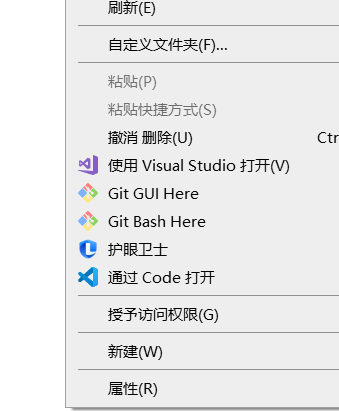 刷新(E)
自定义文件夹(F)...
粘贴(P)
粘贴快捷方式(S)
撤消 删除(U) Ctr
使用 Visual Studio 打开(V)
Git GUI Here
Git Bash Here
护眼卫士
通过 Code 打开
授予访问权限(G)
新建(W)
属性(R)